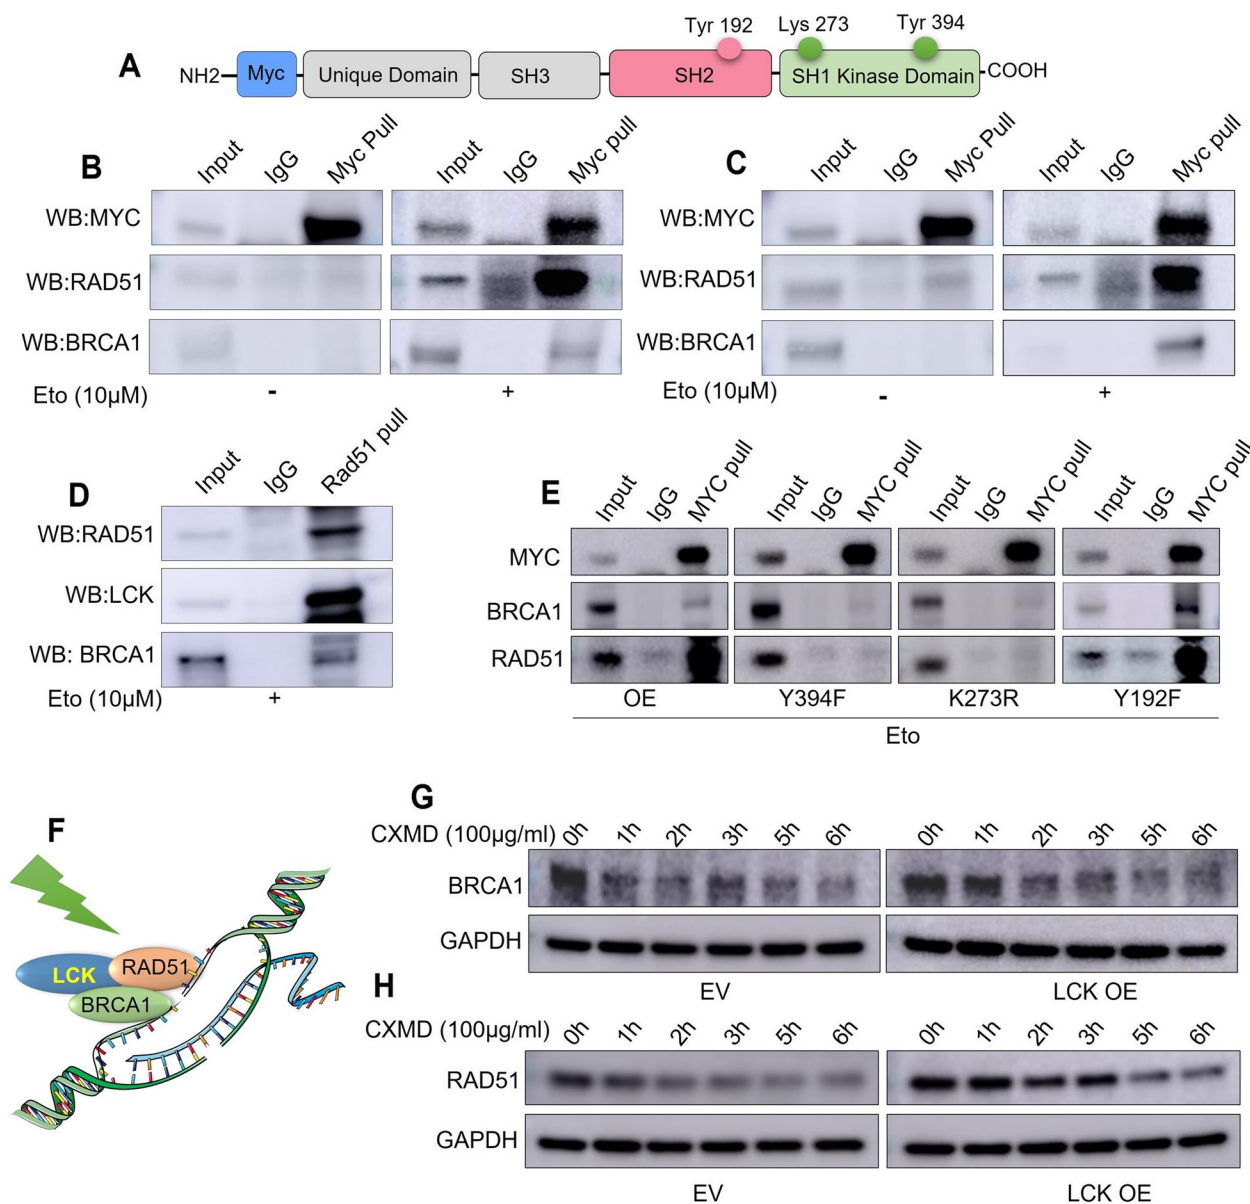 A
Tyr 192 Lys 273 Tyr 394
NH2 Myc Unique Domain SH3 SH2 SH1 Kinase Domain COOH
B
Input IgG Myc Pull Input IgG Myc pull
WB:MYC
WB:RAD51
WB:BRCA1
Eto (10µM) - +
C
Input IgG Myc Pull Input IgG Myc pull
WB:MYC
WB:RAD51
WB:BRCA1
Eto (10µM) - +
D
Input IgG Rad51 pull
WB:RAD51
WB:LCK
WB: BRCA1
Eto (10µM) +
E
Input IgG MYC pull Input IgG MYC pull Input IgG MYC pull Input IgG MYC pull
MYC
BRCA1
RAD51
OE Y394F K273R Y192F
Eto
F
LCK RAD51
BRCA1
G
CXMD (100µg/ml) 0h 1h 2h 3h 5h 6h 0h 1h 2h 3h 5h 6h
BRCA1
GAPDH
EV LCK OE
H
CXMD (100µg/ml) 0h 1h 2h 3h 5h 6h 0h 1h 2h 3h 5h 6h
RAD51
GAPDH
EV LCK OE